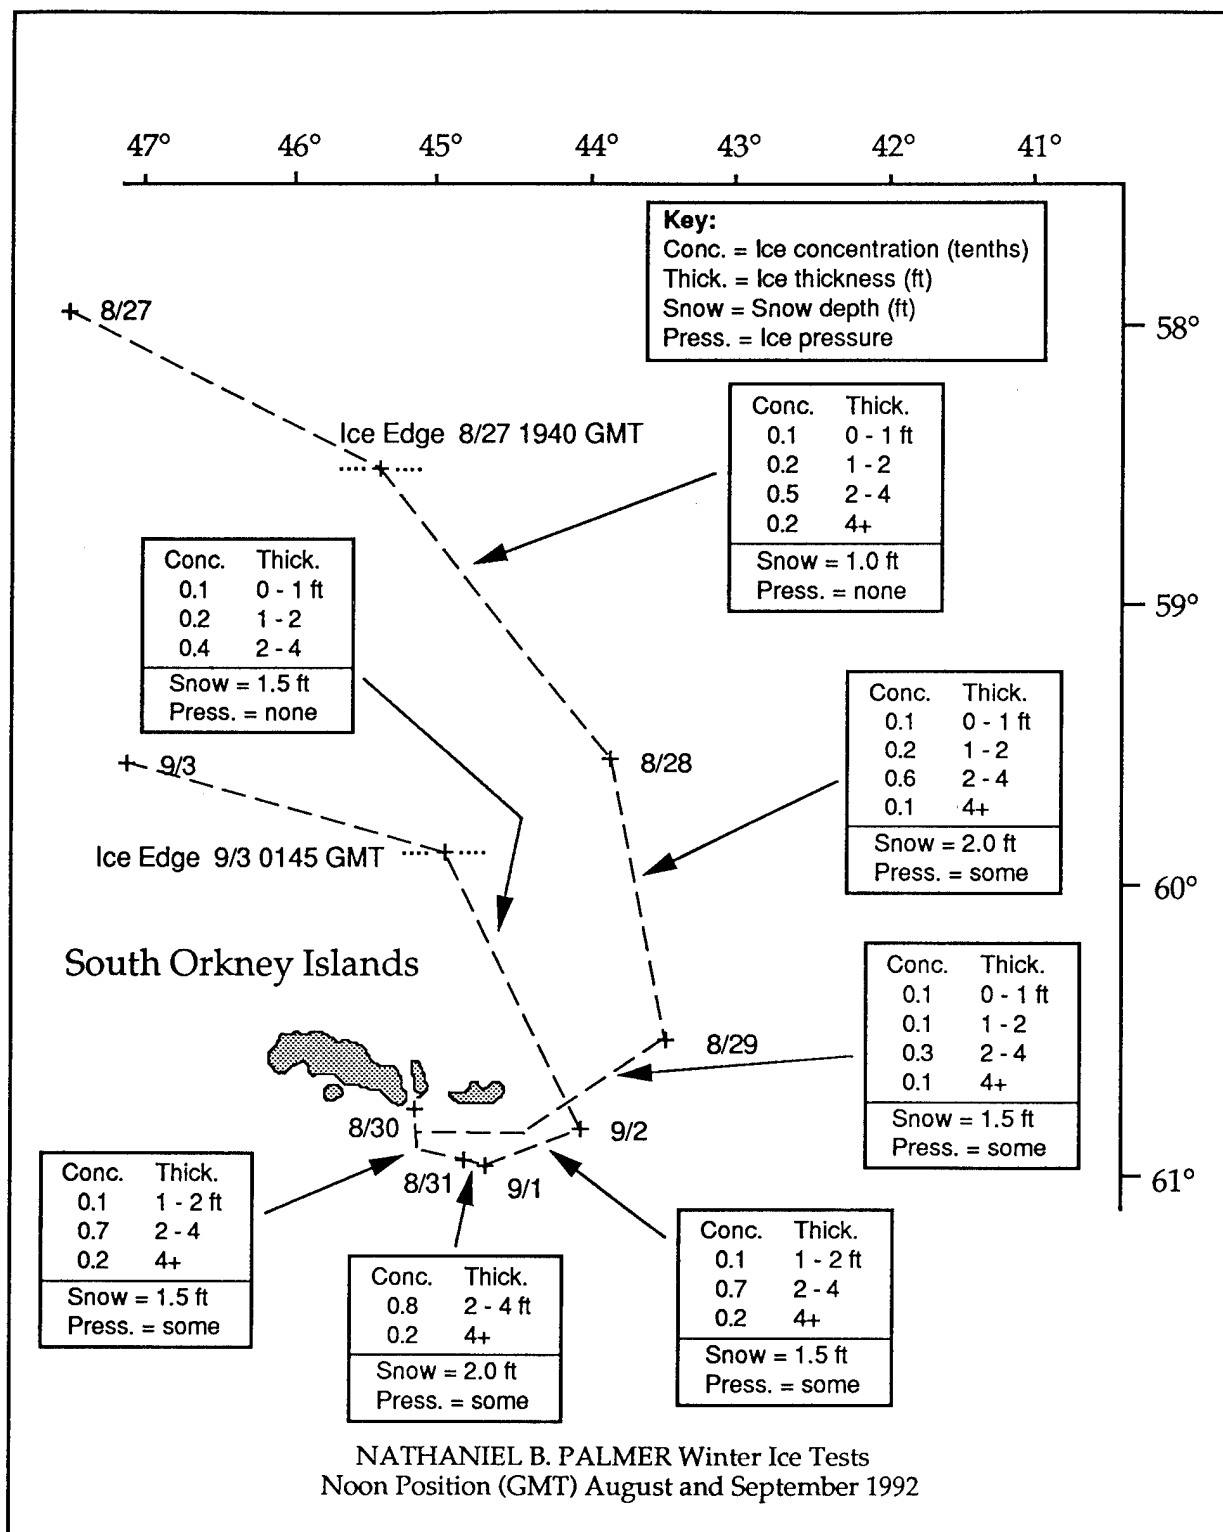 47° 46° 45° 44° 43° 42° 41°
Key:
Conc. = Ice concentration (tenths)
Thick. = Ice thickness (ft)
Snow = Snow depth (ft)
Press. = Ice pressure
8/27
58°
Ice Edge 8/27 1940 GMT
Conc. Thick.
0.1 0 - 1 ft
0.2 1 - 2
0.5 2 - 4
0.2 4+
Snow = 1.0 ft
Press. = none
59°
Conc. Thick.
0.1 0 - 1 ft
0.2 1 - 2
0.4 2 - 4
Snow = 1.5 ft
Press. = none
Conc. Thick.
0.1 0 - 1 ft
0.2 1 - 2
0.6 2 - 4
0.1 4+
Snow = 2.0 ft
Press. = some
9/3
8/28
Ice Edge 9/3 0145 GMT
60°
South Orkney Islands
Conc. Thick.
0.1 0 - 1 ft
0.1 1 - 2
0.3 2 - 4
0.1 4+
Snow = 1.5 ft
Press. = some
8/29
8/30
9/2
8/31
9/1
61°
Conc. Thick.
0.1 1 - 2 ft
0.7 2 - 4
0.2 4+
Snow = 1.5 ft
Press. = some
Conc. Thick.
0.8 2 - 4 ft
0.2 4+
Snow = 2.0 ft
Press. = some
Conc. Thick.
0.1 1 - 2 ft
0.7 2 - 4
0.2 4+
Snow = 1.5 ft
Press. = some
NATHANIEL B. PALMER Winter Ice Tests
Noon Position (GMT) August and September 1992